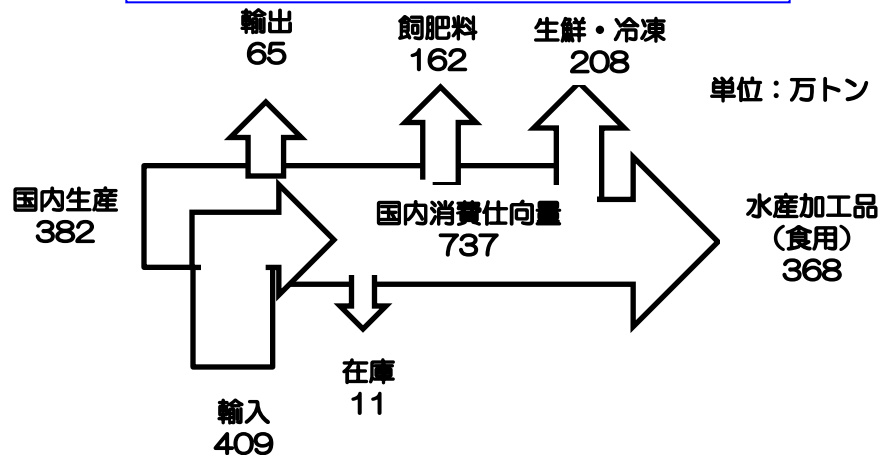 輸出
65
飼肥料
162
生鮮・冷凍
208
単位：万トン
国内生産
382
国内消費仕向量
737
水産加工品
（食用）
368
在庫
11
輸入
409